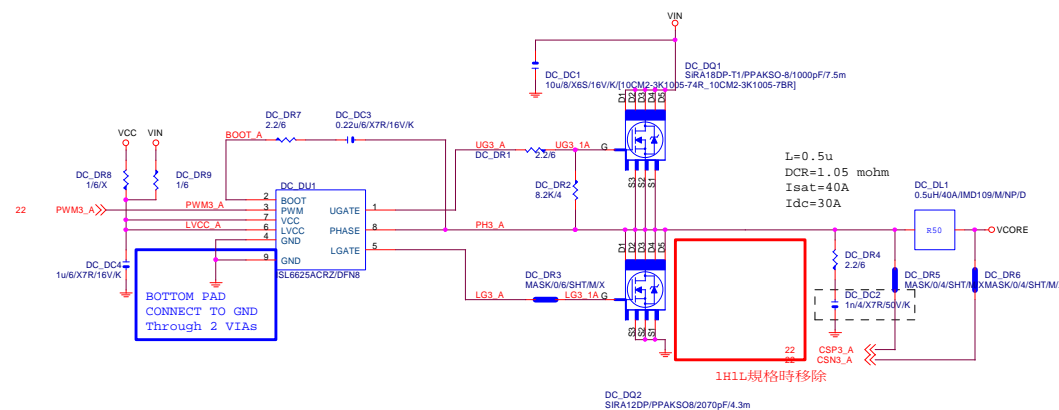 VIN
DC_DC1
10u/8/X6S/16V/K/[10CM2-3K1005-74R_10CM2-3K1005-7BR]
DC_DQ1
SiRA18DP-T1/PPAKSO-8/1000pF/7.5m
D1
D2
D3
D4
D5
G
S3
S2
S1
DC_DR7
2.2/6
DC_DC3
0.22u/6/X7R/16V/K
BOOT_A
VCC
VIN
DC_DR8
1/6/X
DC_DR9
1/6
UG3_A
DC_DR1
2.2/6
UG3_1A
DC_DR2
8.2K/4
L=0.5u
DCR=1.05 mohm
Isat=40A
Idc=30A
DC_DL1
0.5uH/40A/IMD109/M/NP/D
R50
VCORE
22
PWM3_A
PWM3_A
LVCC_A
DC_DU1
2
BOOT
3
PWM
7
VCC
6
LVCC
4
GND
9
GND
UGATE
1
PHASE
8
LGATE
5
SL6625ACRZ/DFN8
PH3_A
DC_DC4
1u/6/X7R/16V/K
BOTTOM PAD
CONNECT TO GND
Through 2 VIAs
LG3_A
DC_DR3
MASK/0/6/SHT/M/X
LG3_1A
D1
D2
D3
D4
D5
G
S3
S2
S1
DC_DR4
2.2/6
DC_DC2
1n/4/X7R/50V/K
DC_DR5
MASK/0/4/SHT/M/X
DC_DR6
MASK/0/4/SHT/M/
22
CSP3_A
22
CSN3_A
1H1L規格時移除
DC_DQ2
SIRA12DP/PPAKSO8/2070pF/4.3m